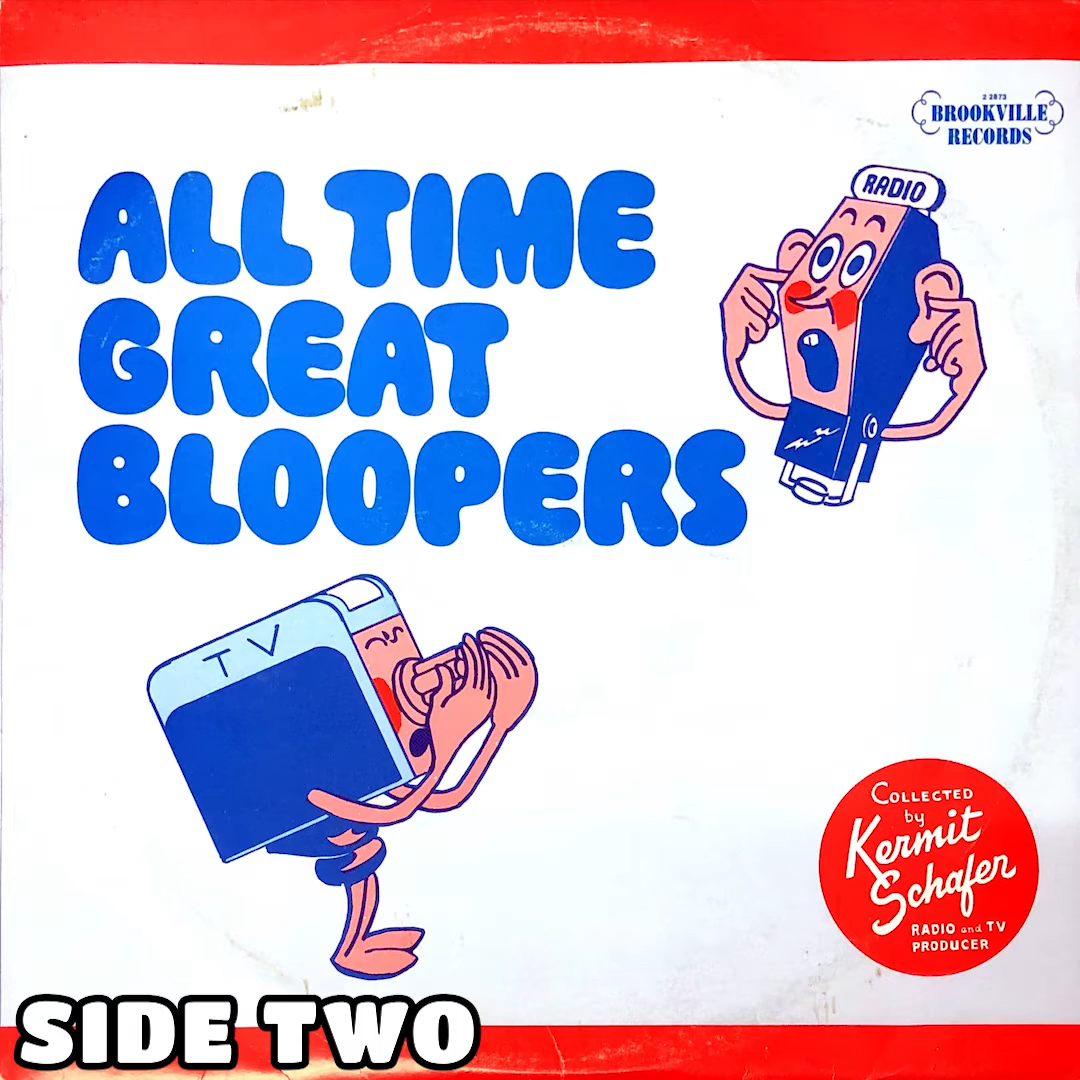 2 2873
BROOKVILLE
RECORDS
ALL TIME
GREAT
BLOOPERS
RADIO
TV
COLLECTED
by
Kermit
Schafer
RADIO and TV
PRODUCER
SIDE TWO